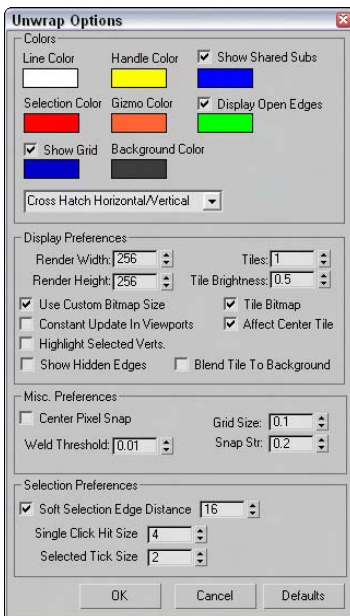 Unwrap Options
Colors
Line Color Handle Color Show Shared Subs
Selection Color Gizmo Color Display Open Edges
Show Grid Background Color
Cross Hatch Horizontal/Vertical
Display Preferences
Render Width: 256 Tiles: 1
Render Height: 256 Tile Brightness: 0.5
Use Custom Bitmap Size Tile Bitmap
Constant Update In Viewports Affect Center Tile
Highlight Selected Verts.
Show Hidden Edges Blend Tile To Background
Misc. Preferences
Center Pixel Snap Grid Size: 0.1
Weld Threshold: 0.01 Snap Str: 0.2
Selection Preferences
Soft Selection Edge Distance 16
Single Click Hit Size 4
Selected Tick Size 2
OK Cancel Defaults